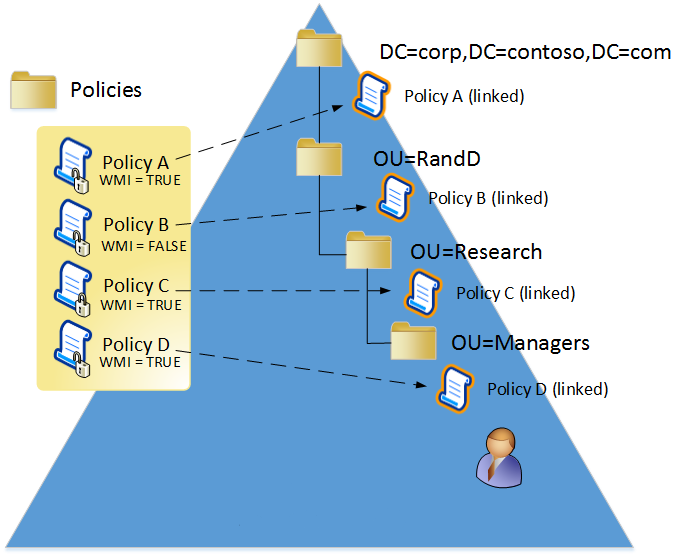 DC=corp,DC=contoso,DC=com
Policies
Policy A (linked)
Policy A
WMI = TRUE
OU=RandD
Policy B (linked)
Policy B
WMI = FALSE
OU=Research
Policy C
WMI = TRUE
Policy C (linked)
OU=Managers
Policy D
WMI = TRUE
Policy D (linked)